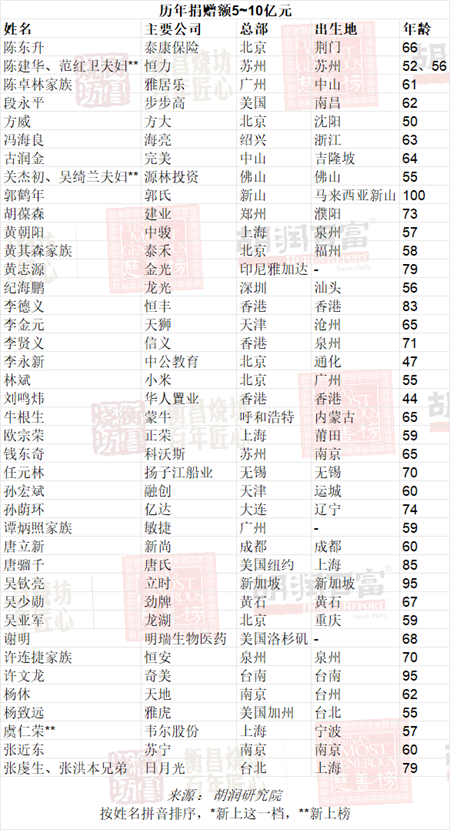 历年捐赠额5~10亿元
姓名 主要公司 总部 出生地 年龄
陈东升 泰康保险 北京 荆门 66
陈建华、范红卫夫妇** 恒力 苏州 苏州 52、56
陈卓林家族 雅居乐 广州 中山 61
段永平 步步高 美国 南昌 62
方威 方大 北京 沈阳 50
冯海良 海亮 绍兴 浙江 63
古润金 完美 中山 吉隆坡 64
关杰初、吴绮兰夫妇** 源林投资 佛山 佛山 55
郭鹤年 郭氏 新山 马来西亚新山 100
胡葆森 建业 郑州 濮阳 73
黄朝阳 中骏 上海 泉州 57
黄其森家族 泰禾 北京 福州 58
黄志源 金光 印尼雅加达 - 79
纪海鹏 龙光 深圳 汕头 56
李德义 恒丰 香港 香港 83
李金元 天狮 天津 沧州 65
李贤义 信义 香港 泉州 71
李永新 中公教育 北京 通化 47
林斌 小米 北京 广州 55
刘鸣炜 华人置业 香港 香港 44
牛根生 蒙牛 呼和浩特 内蒙古 65
欧宗荣 正荣 上海 莆田 59
钱东奇 科沃斯 苏州 南京 65
任元林 扬子江船业 无锡 无锡 70
孙宏斌 融创 天津 运城 60
孙荫环 亿达 大连 辽宁 74
谭炳照家族 敏捷 广州 - 59
唐立新 新尚 成都 成都 60
唐骝千 唐氏 美国纽约 上海 85
吴钦亮 立时 新加坡 新加坡 95
吴少勋 劲牌 黄石 黄石 67
吴亚军 龙湖 北京 重庆 59
谢明 明瑞生物医药 美国洛杉矶 - 68
许连捷家族 恒安 泉州 泉州 70
许文龙 奇美 台南 台南 95
杨休 天地 南京 台州 62
杨致远 雅虎 美国加州 台北 55
虞仁荣** 韦尔股份 上海 宁波 57
张近东 苏宁 南京 南京 60
张虔生、张洪本兄弟 日月光 台北 上海 79
来源：胡润研究院
按姓名拼音排序，*新上这一档，**新上榜